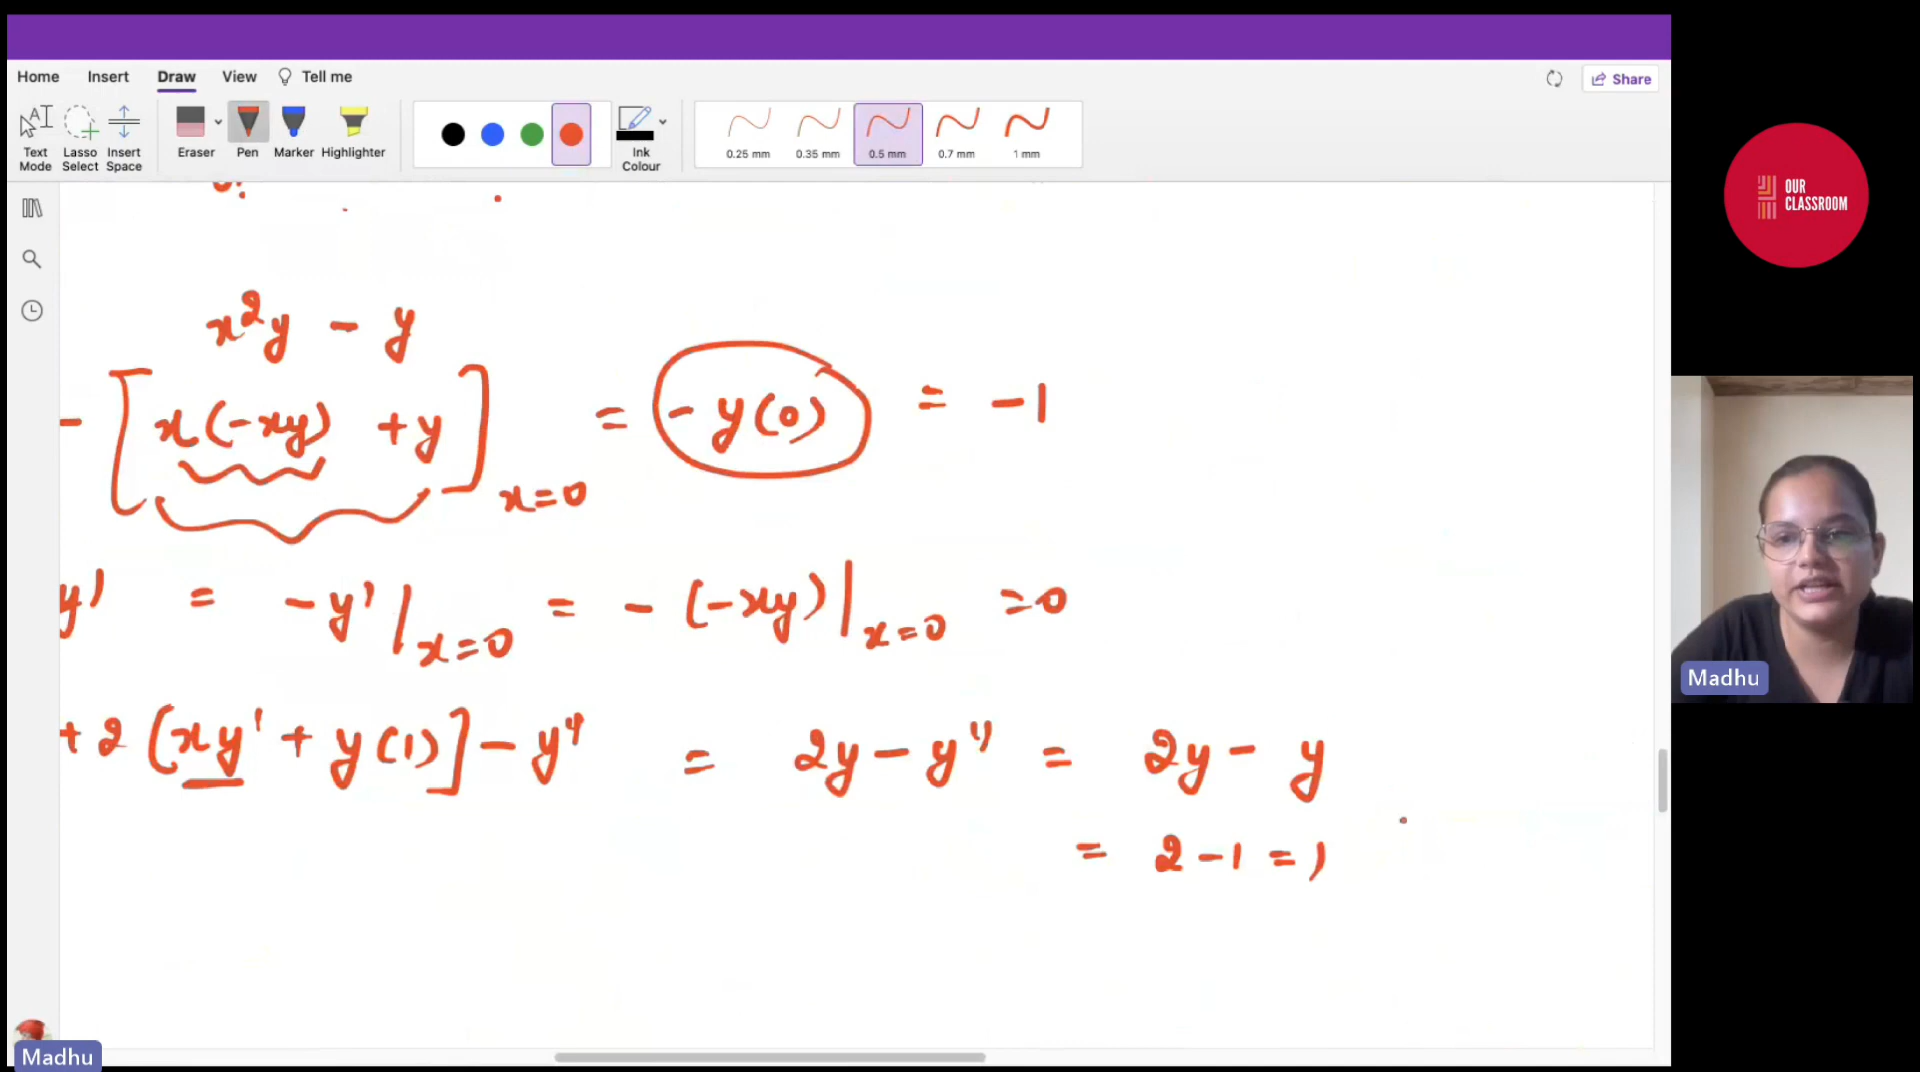 Home Insert Draw View Tell me Share
Text Mode Lasso Select Insert Space Eraser Pen Marker Highlighter Ink Colour 0.25 mm 0.35 mm 0.5 mm 0.7 mm 1 mm
OUR CLASSROOM
x²y - y
- [x(-xy) + y]x=0 = -y(0) = -1
y' = -y'|x=0 = -(-xy)|x=0 = 0
+ 2 [xy' + y(1)] - y'' = 2y - y'' = 2y - y
= 2 - 1 = 1
Madhu
Madhu